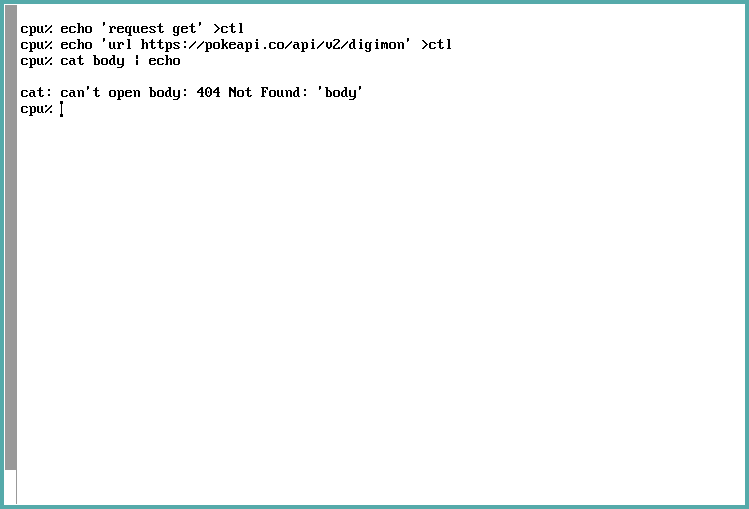 cpu% echo 'request get' >ctl
cpu% echo 'url https://pokeapi.co/api/v2/digimon' >ctl
cpu% cat body | echo
cat: can't open body: 404 Not Found: 'body'
cpu%